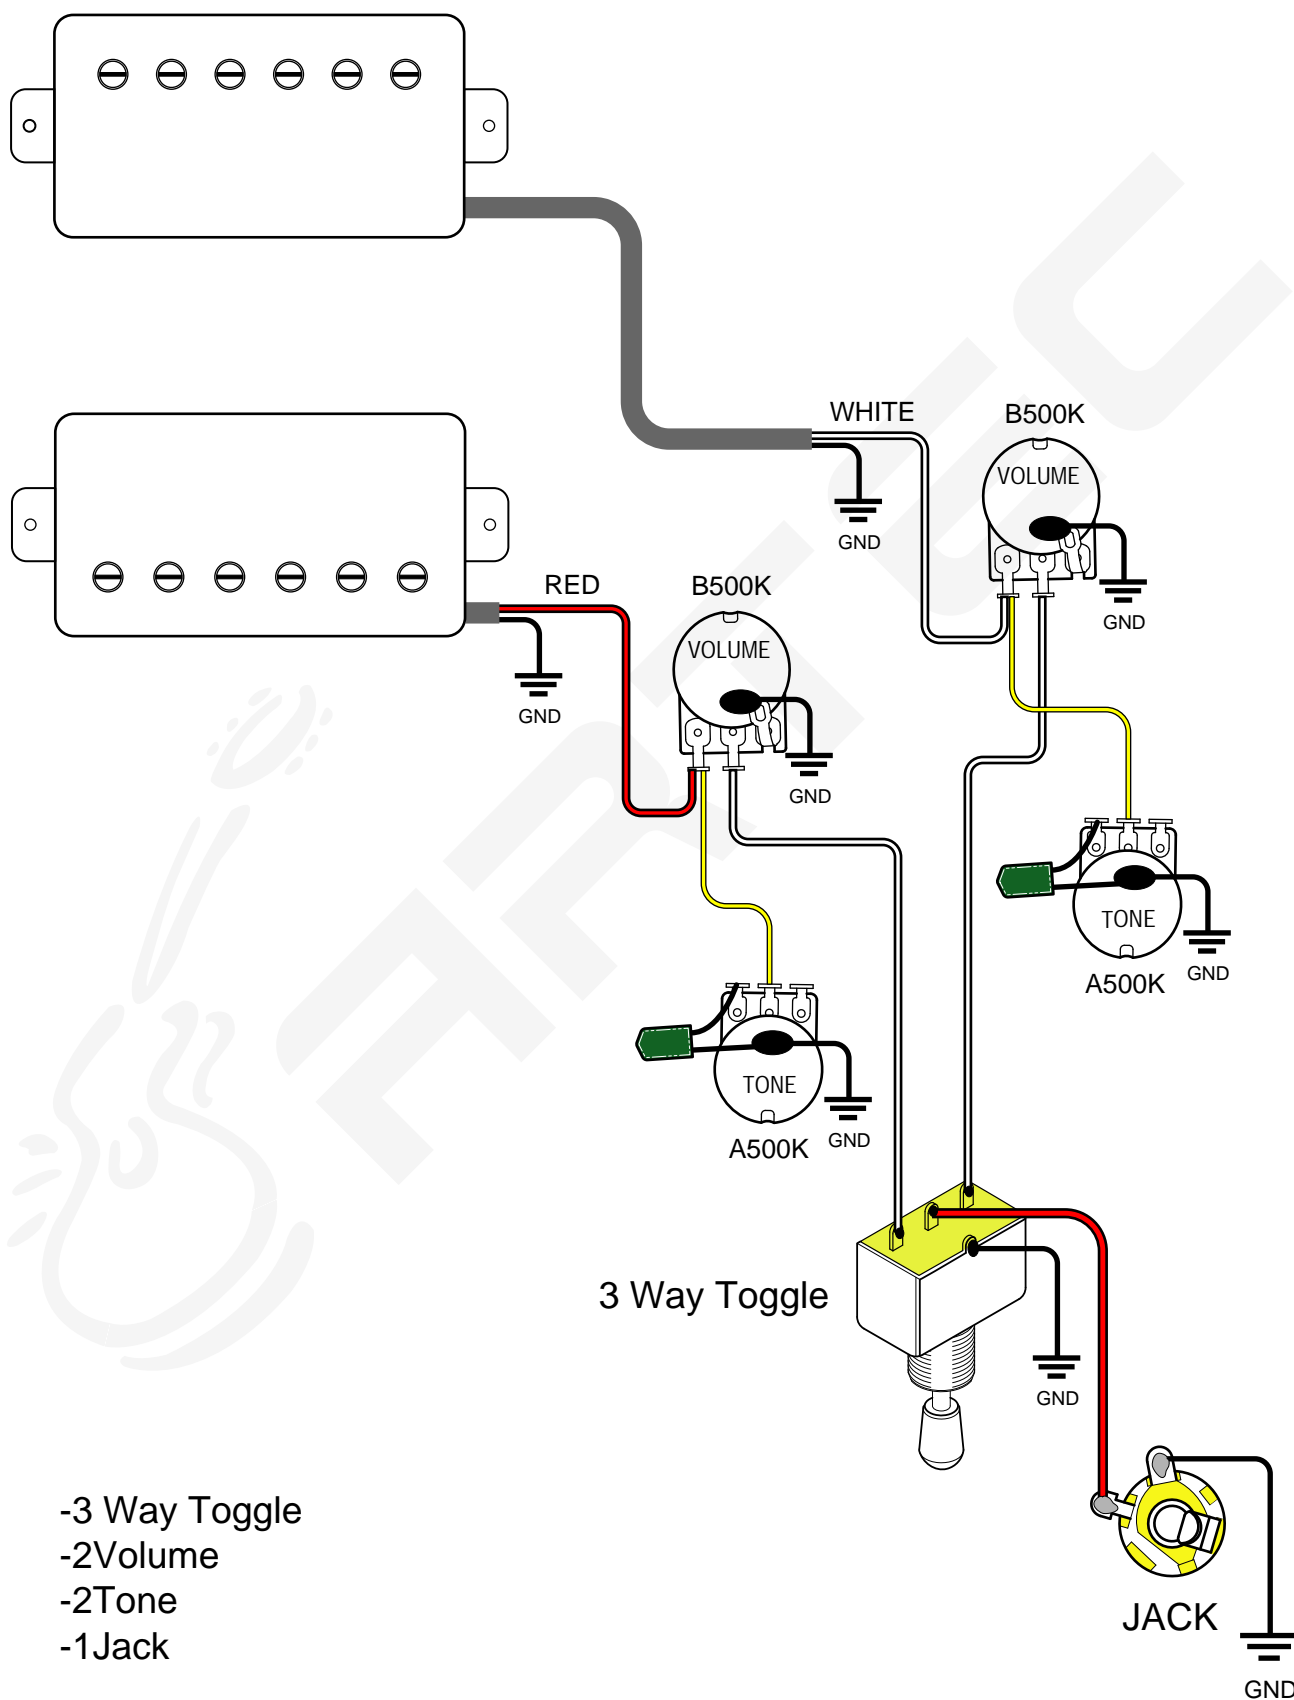 WHITE
B500K
VOLUME
GND
GND
RED
B500K
VOLUME
GND
GND
TONE
A500K
GND
TONE
A500K
GND
3 Way Toggle
GND
JACK
GND
-3 Way Toggle
-2Volume
-2Tone
-1Jack
ARTEC